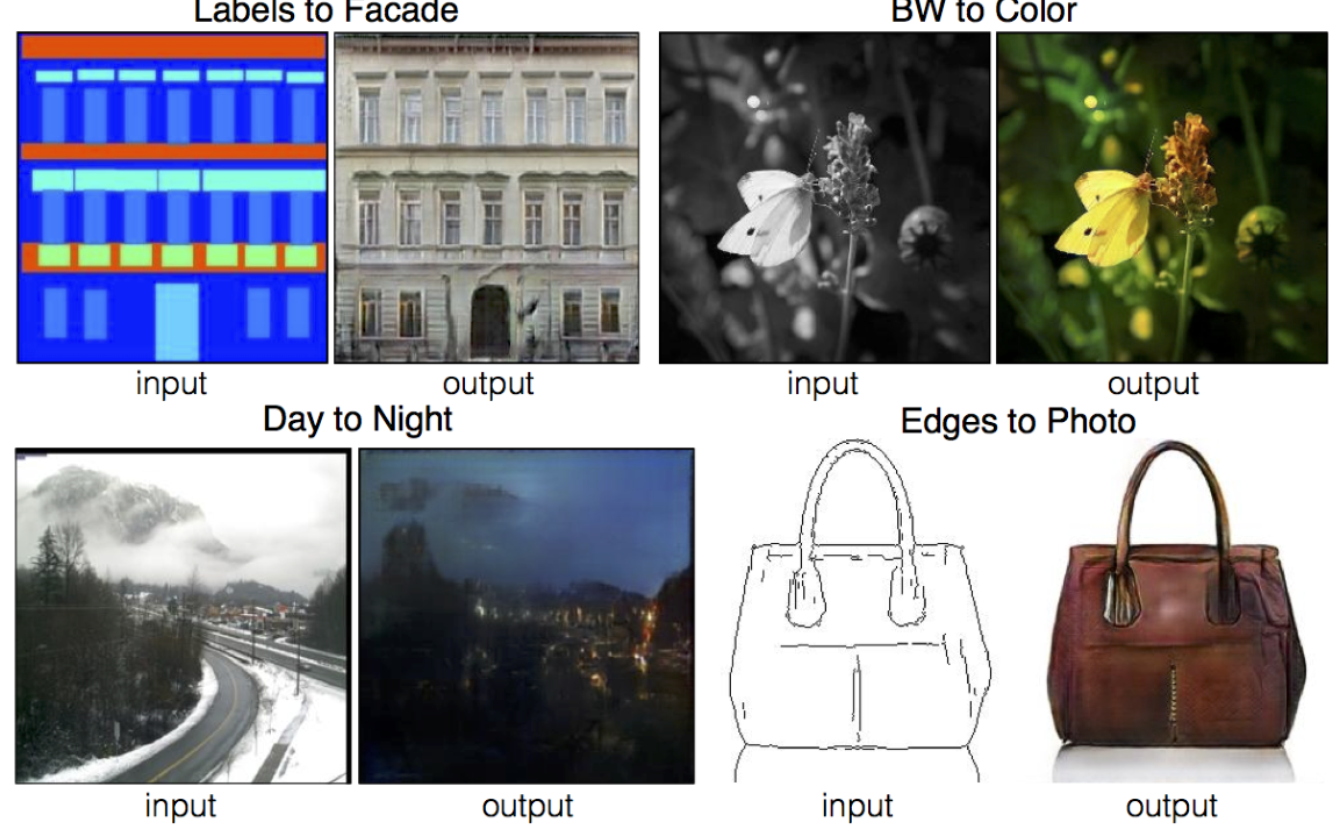 Labels to Facade
BW to Color
input
output
input
output
Day to Night
Edges to Photo
input
output
input
output